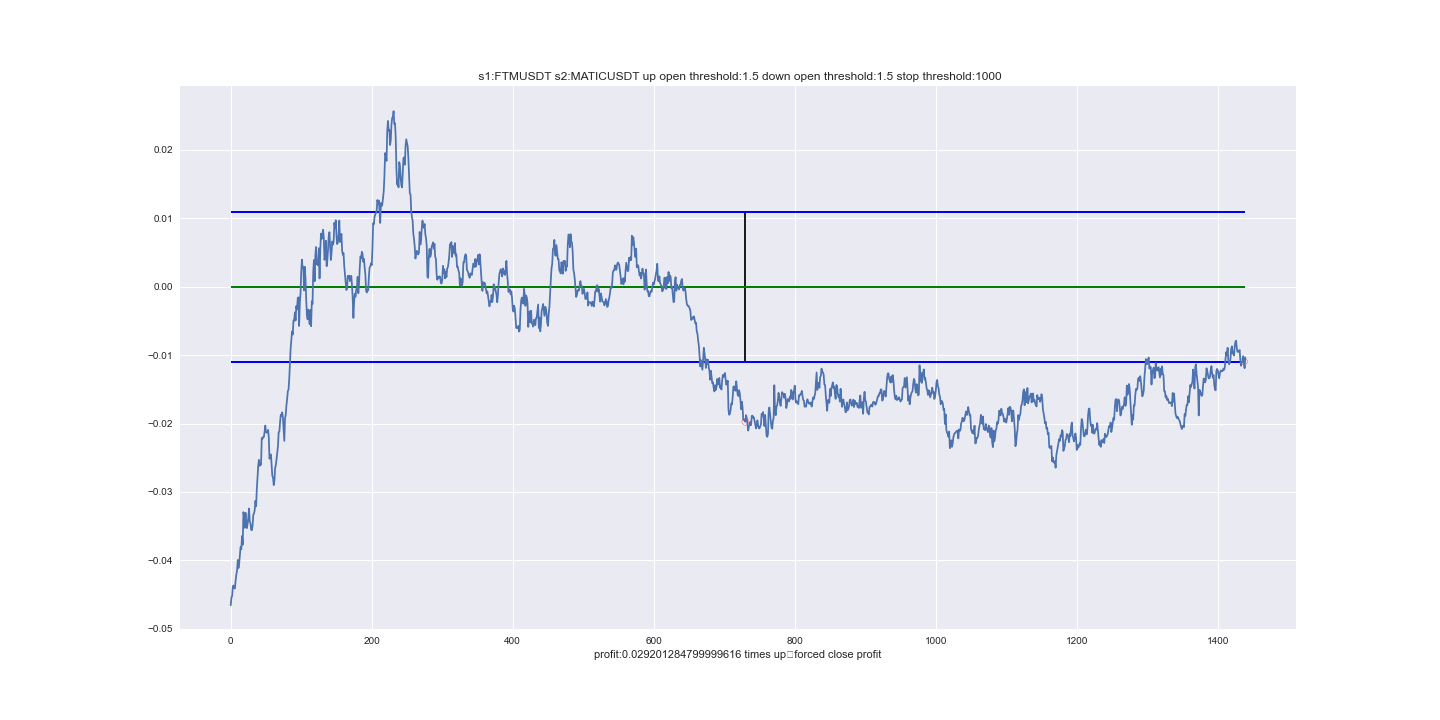 s1:FTMUSDT s2:MATICUSDT up open threshold:1.5 down open threshold:1.5 stop threshold:1000
0.02
0.01
0.00
−0.01
−0.02
−0.03
−0.04
−0.05
0 200 400 600 800 1000 1200 1400
profit:0.029201284799999616 times up□forced close profit